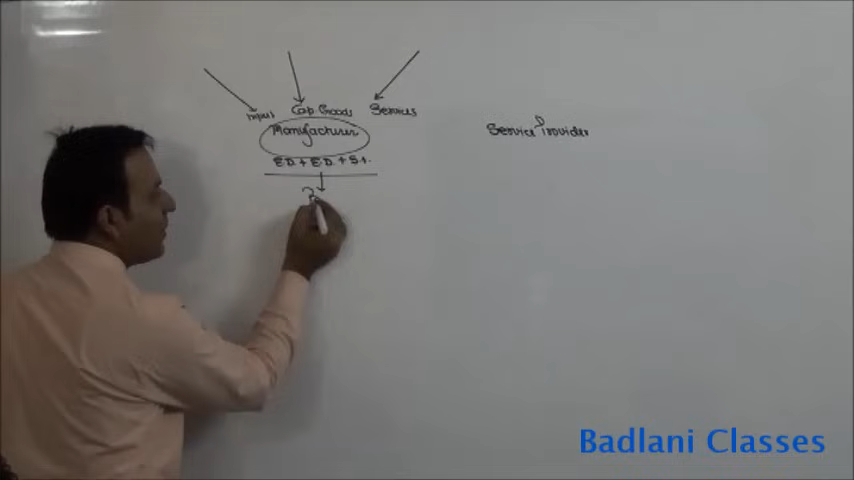 Input Cap. Goods Services
Manufacturer
Service Provider
E.D. + E.D. + S.t.
Badlani Classes